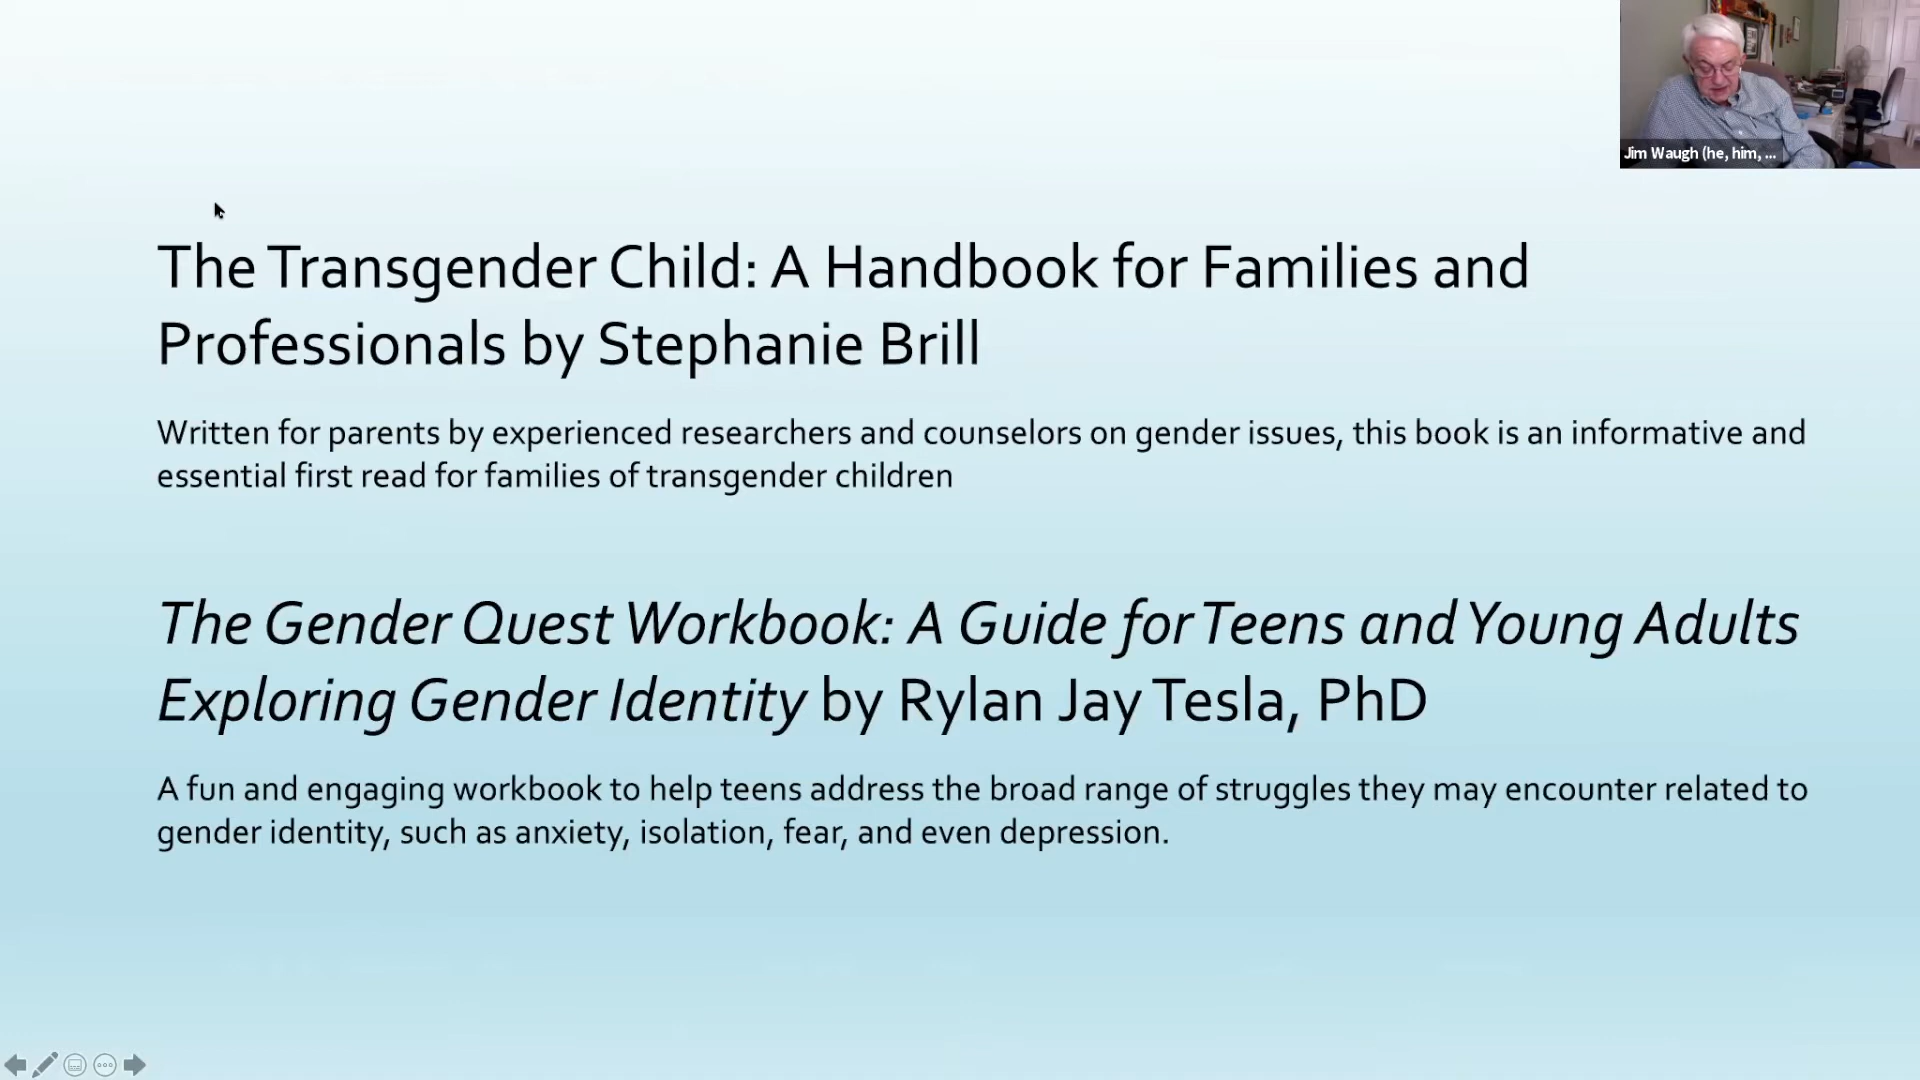 Jim Waugh (he, him, ...
The Transgender Child: A Handbook for Families and
Professionals by Stephanie Brill
Written for parents by experienced researchers and counselors on gender issues, this book is an informative and
essential first read for families of transgender children
The Gender Quest Workbook: A Guide for Teens and Young Adults
Exploring Gender Identity by Rylan Jay Tesla, PhD
A fun and engaging workbook to help teens address the broad range of struggles they may encounter related to
gender identity, such as anxiety, isolation, fear, and even depression.